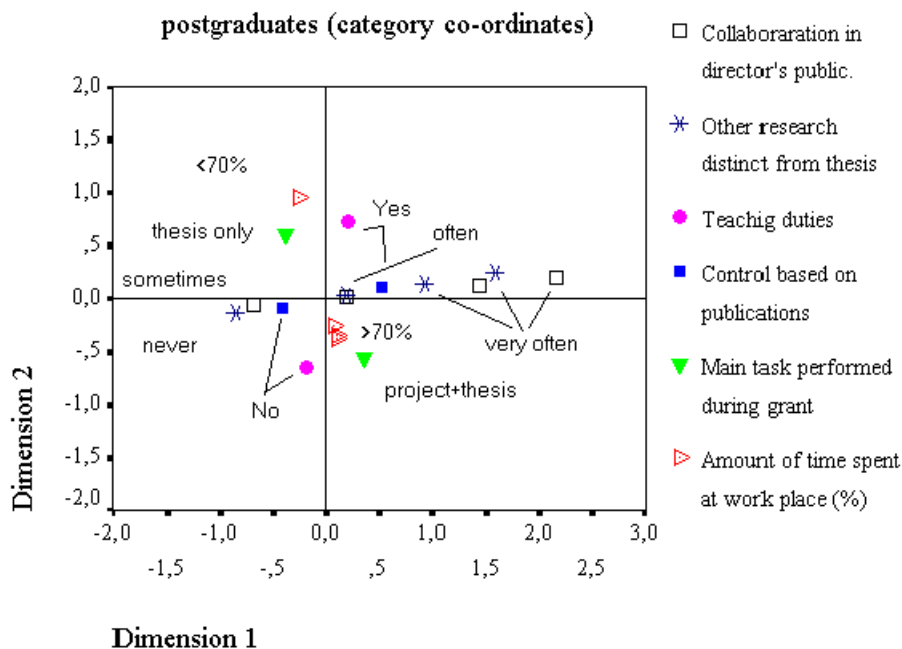 postgraduates (category co-ordinates)
Collaboraration in
director's public.
Other research
distinct from thesis
Teachig duties
Control based on
publications
Main task performed
during grant
Amount of time spent
at work place (%)
2,0
1,5
1,0
,5
0,0
-,5
-1,0
-1,5
-2,0
Dimension 2
<70%
thesis only
sometimes
never
No
Yes
often
>70%
very often
project+thesis
-2,0
-1,0
0,0
1,0
2,0
3,0
-1,5
-,5
,5
1,5
2,5
Dimension 1